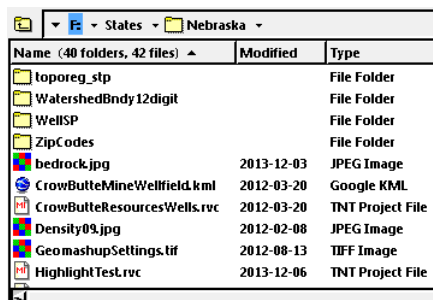 F: States Nebraska
Name (40 folders, 42 files) Modified Type
toporeg_stp File Folder
WatershedBndy12digit File Folder
WellSP File Folder
ZipCodes File Folder
bedrock.jpg 2013-12-03 JPEG Image
CrowButteMineWellfield.kml 2012-03-20 Google KML
CrowButteResourcesWells.rvc 2012-03-20 TNT Project File
Density09.jpg 2012-02-08 JPEG Image
GeomashupSettings.tif 2012-08-13 TIFF Image
HighlightTest.rvc 2013-12-06 TNT Project File